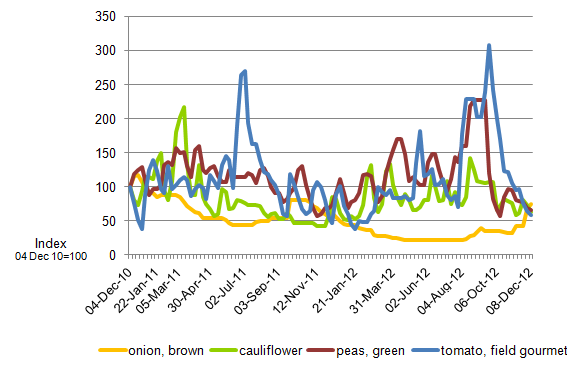 350
300
250
200
150
100
50
0
Index
04 Dec 10=100
04-Dec-10
22-Jan-11
05-Mar-11
30-Apr-11
02-Jul-11
03-Sep-11
12-Nov-11
21-Jan-12
31-Mar-12
02-Jun-12
04-Aug-12
06-Oct-12
08-Dec-12
onion, brown cauliflower peas, green tomato, field gourmet